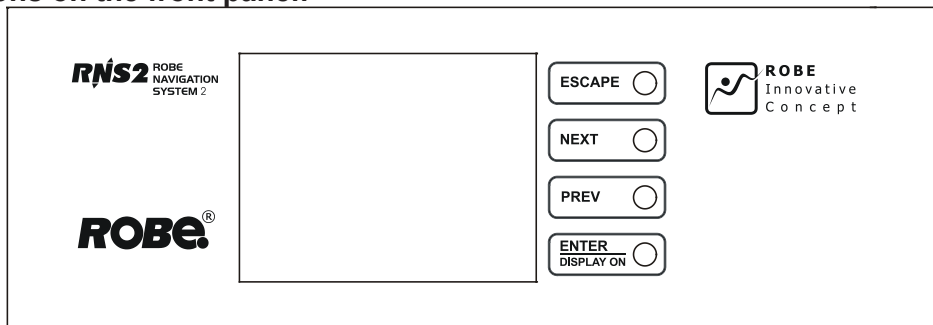 RNS2 ROBE
NAVIGATION
SYSTEM 2
ROBE®
ESCAPE
NEXT
PREV
ENTER
DISPLAY ON
ROBE
Innovative
Concept